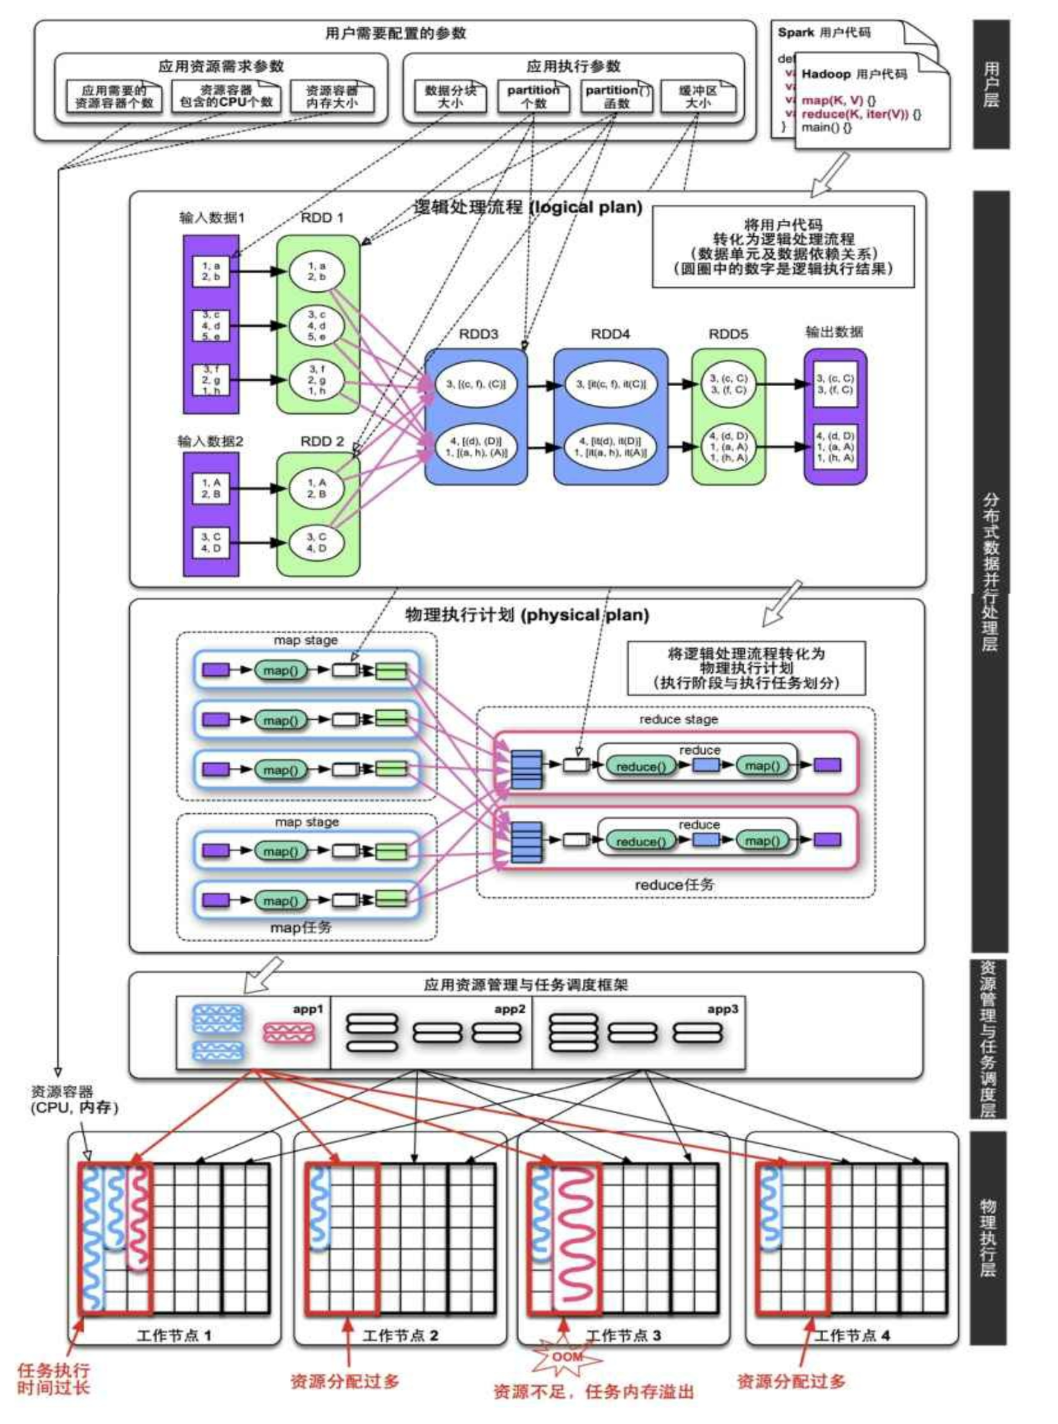 用户需要配置的参数
应用资源需求参数
应用需要的
资源容器个数
资源容器
包含的CPU个数
资源容器
内存大小
应用执行参数
数据分块
大小
partition
个数
partition()
函数
缓冲区
大小
Spark 用户代码
def
va
va
va
}
Hadoop 用户代码
map(K, V) {}
reduce(K, iter(V)) {}
main() {}
用户层
逻辑处理流程 (logical plan)
将用户代码
转化为逻辑处理流程
(数据单元及数据依赖关系)
(圆圈中的数字是逻辑执行结果)
输入数据1
RDD 1
1, a
2, b
1, a
2, b
3, c
4, d
5, e
3, c
4, d
5, e
3, f
2, g
1, h
3, f
2, g
1, h
输入数据2
RDD 2
1, A
2, B
1, A
2, B
3, C
4, D
3, C
4, D
RDD3
3, [(c, f), (C)]
4, [(d), (D)]
1, [(a, h), (A)]
RDD4
3, [it(c, f), it(C)]
4, [it(d), it(D)]
1, [it(a, h), it(A)]
RDD5
3, (c, C)
3, (f, C)
4, (d, D)
1, (a, A)
1, (h, A)
输出数据
3, (c, C)
3, (f, C)
4, (d, D)
1, (a, A)
1, (h, A)
分布式数据并行处理层
物理执行计划 (physical plan)
将逻辑处理流程转化为
物理执行计划
(执行阶段与执行任务划分)
map stage
map()
map()
map()
map stage
map()
map()
map任务
reduce stage
reduce
reduce()
map()
reduce
reduce()
map()
reduce任务
应用资源管理与任务调度框架
app1
app2
app3
资源管理与任务调度层
资源容器
(CPU, 内存)
工作节点 1
工作节点 2
工作节点 3
工作节点 4
物理执行层
任务执行
时间过长
资源分配过多
OOM
资源不足，任务内存溢出
资源分配过多